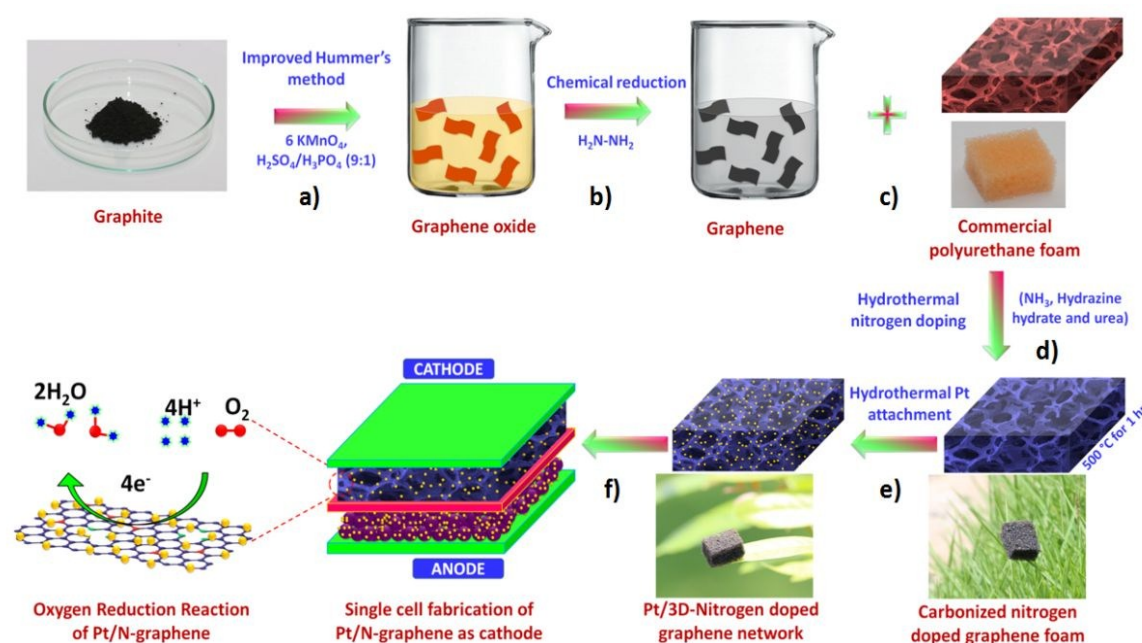 Improved Hummer's
method
6 KMnO₄,
H₂SO₄/H₃PO₄ (9:1)
a)
Graphite
Graphene oxide
Chemical reduction
H₂N-NH₂
b)
Graphene
c)
Commercial
polyurethane foam
Hydrothermal
nitrogen doping
(NH₃, Hydrazine
hydrate and urea)
d)
500 °C for 1 hr
Carbonized nitrogen
doped graphene foam
Hydrothermal Pt
attachment
e)
Pt/3D-Nitrogen doped
graphene network
f)
CATHODE
ANODE
Single cell fabrication of
Pt/N-graphene as cathode
2H₂O
4H⁺
O₂
4e⁻
Oxygen Reduction Reaction
of Pt/N-graphene